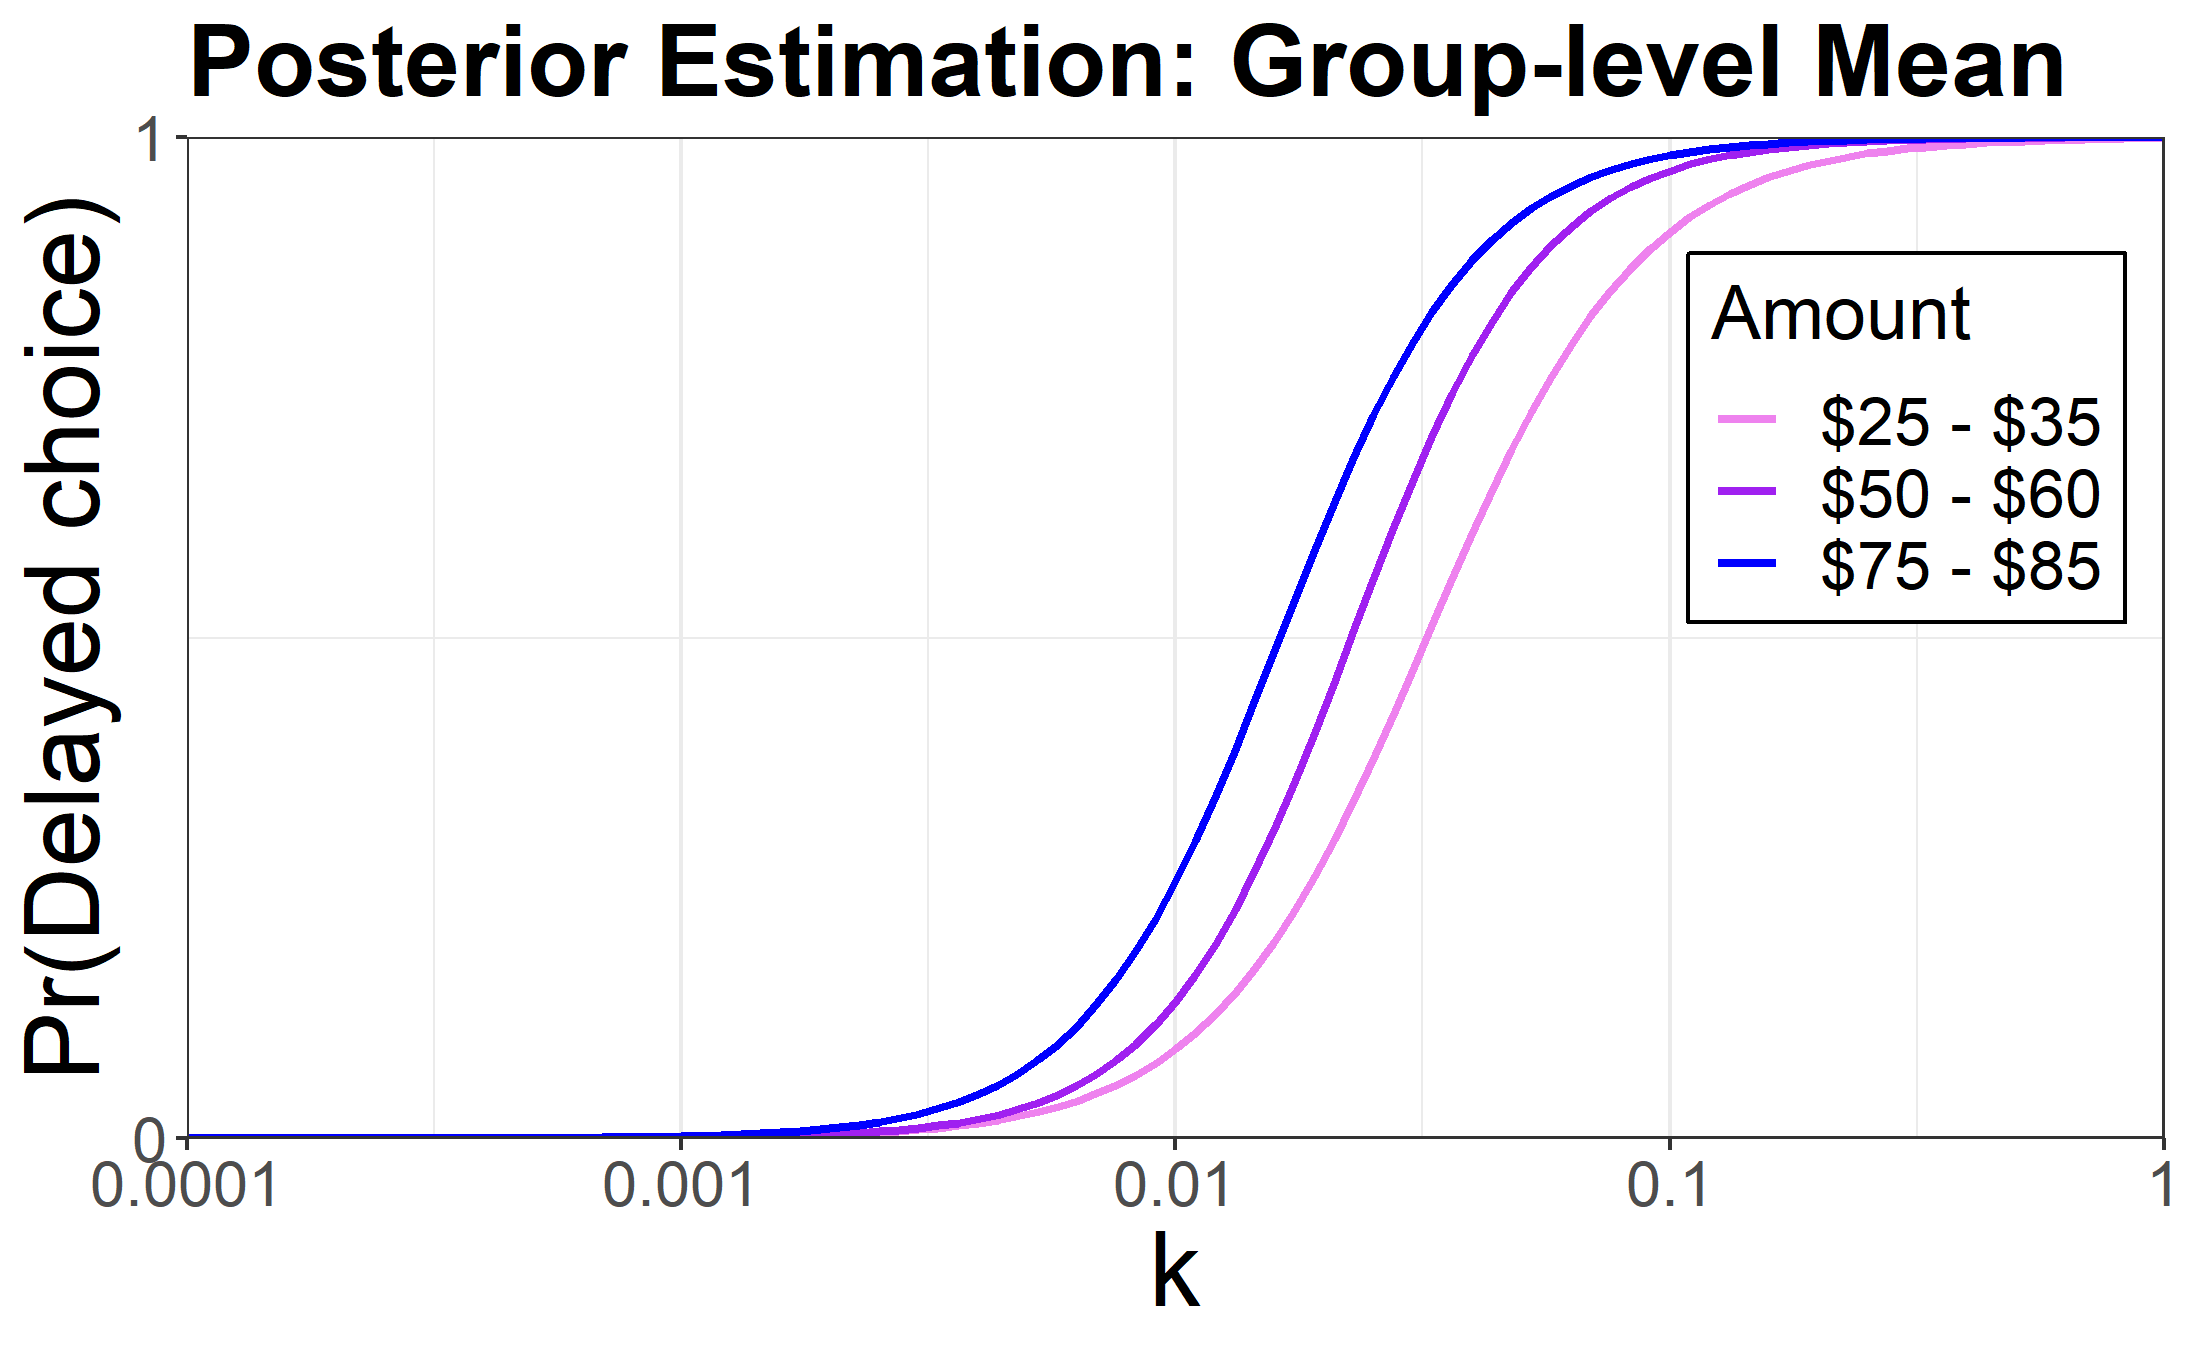 Posterior Estimation: Group-level Mean
Pr(Delayed choice)
1
0
Amount
$25 - $35
$50 - $60
$75 - $85
0.0001 0.001 0.01 0.1 1
k